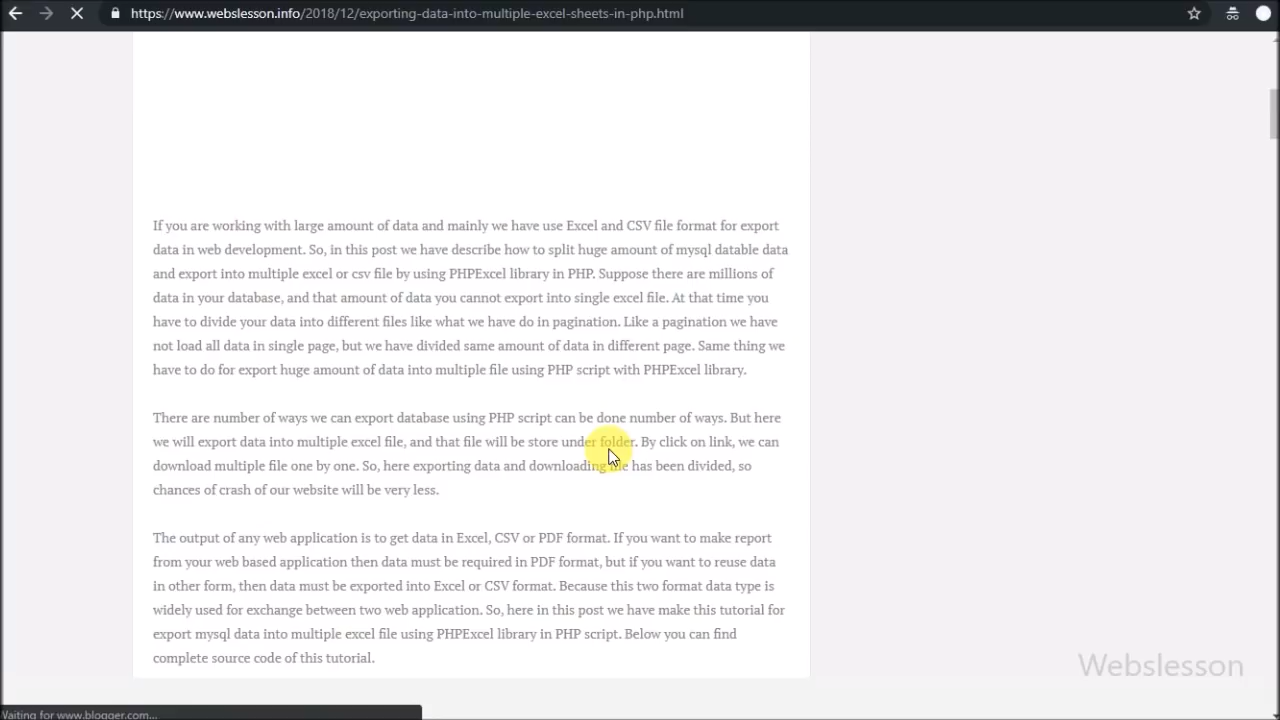 https://www.webslesson.info/2018/12/exporting-data-into-multiple-excel-sheets-in-php.html
If you are working with large amount of data and mainly we have use Excel and CSV file format for export
data in web development. So, in this post we have describe how to split huge amount of mysql datable data
and export into multiple excel or csv file by using PHPExcel library in PHP. Suppose there are millions of
data in your database, and that amount of data you cannot export into single excel file. At that time you
have to divide your data into different files like what we have do in pagination. Like a pagination we have
not load all data in single page, but we have divided same amount of data in different page. Same thing we
have to do for export huge amount of data into multiple file using PHP script with PHPExcel library.
There are number of ways we can export database using PHP script can be done number of ways. But here
we will export data into multiple excel file, and that file will be store under folder. By click on link, we can
download multiple file one by one. So, here exporting data and downloading file has been divided, so
chances of crash of our website will be very less.
The output of any web application is to get data in Excel, CSV or PDF format. If you want to make report
from your web based application then data must be required in PDF format, but if you want to reuse data
in other form, then data must be exported into Excel or CSV format. Because this two format data type is
widely used for exchange between two web application. So, here in this post we have make this tutorial for
export mysql data into multiple excel file using PHPExcel library in PHP script. Below you can find
complete source code of this tutorial.
Webslesson
Waiting for www.blogger.com...